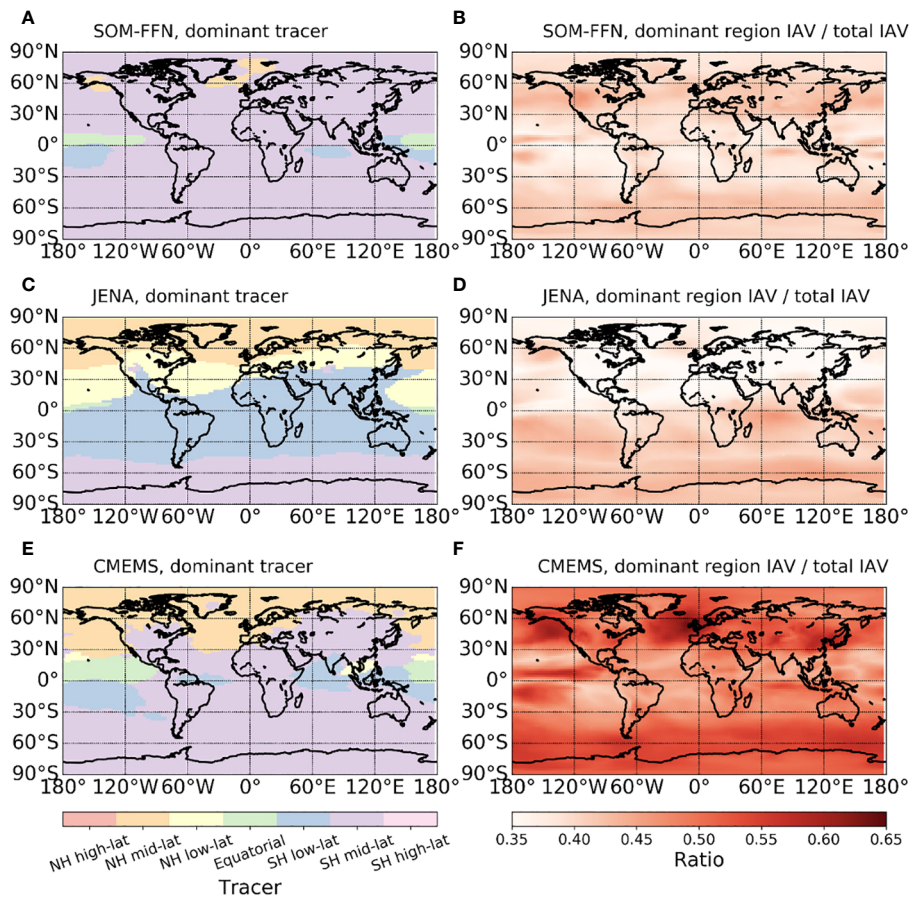 A
SOM-FFN, dominant tracer
90°N
60°N
30°N
0°
30°S
60°S
90°S
180° 120°W 60°W 0° 60°E 120°E 180°
B
SOM-FFN, dominant region IAV / total IAV
90°N
60°N
30°N
0°
30°S
60°S
90°S
180° 120°W 60°W 0° 60°E 120°E 180°
C
JENA, dominant tracer
90°N
60°N
30°N
0°
30°S
60°S
90°S
180° 120°W 60°W 0° 60°E 120°E 180°
D
JENA, dominant region IAV / total IAV
90°N
60°N
30°N
0°
30°S
60°S
90°S
180° 120°W 60°W 0° 60°E 120°E 180°
E
CMEMS, dominant tracer
90°N
60°N
30°N
0°
30°S
60°S
90°S
180° 120°W 60°W 0° 60°E 120°E 180°
NH high-lat NH mid-lat NH low-lat Equatorial SH low-lat SH mid-lat SH high-lat
Tracer
F
CMEMS, dominant region IAV / total IAV
90°N
60°N
30°N
0°
30°S
60°S
90°S
180° 120°W 60°W 0° 60°E 120°E 180°
0.35 0.40 0.45 0.50 0.55 0.60 0.65
Ratio